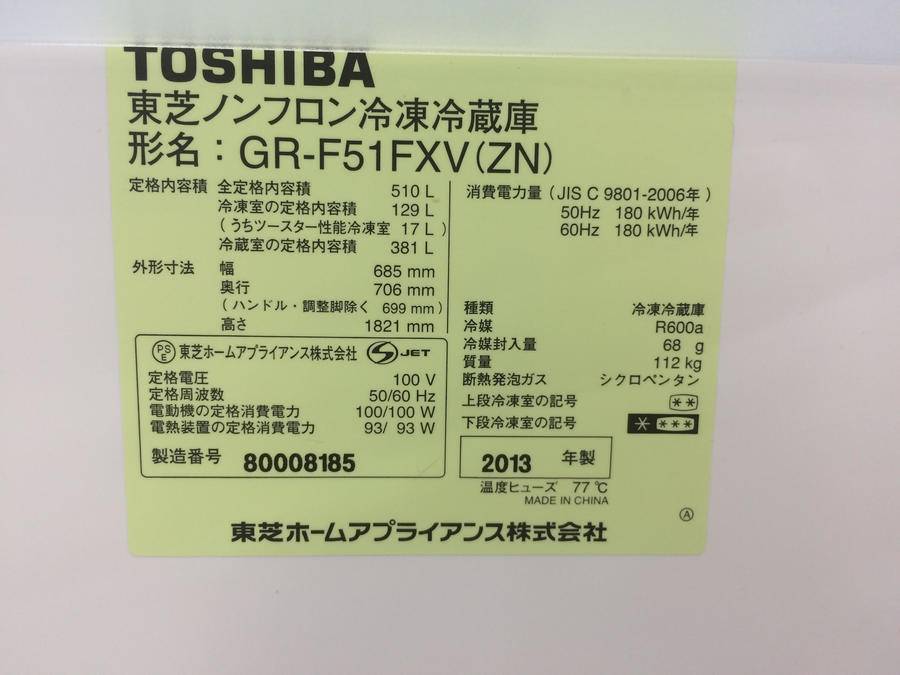 TOSHIBA
東芝ノンフロン冷凍冷蔵庫
形名：GR-F51FXV(ZN)
定格内容積 全定格内容積 510 L
冷凍室の定格内容積 129 L
(うちツースター性能冷凍室 17 L)
冷蔵室の定格内容積 381 L
外形寸法 幅 685 mm
奥行 706 mm
(ハンドル・調整脚除く 699 mm)
高さ 1821 mm
消費電力量 (JIS C 9801-2006年)
50Hz 180 kWh/年
60Hz 180 kWh/年
種類 冷凍冷蔵庫
冷媒 R600a
冷媒封入量 68 g
質量 112 kg
断熱発泡ガス シクロペンタン
上段冷凍室の記号 **
下段冷凍室の記号 * ***
PSE 東芝ホームアプライアンス株式会社 JET
定格電圧 100 V
定格周波数 50/60 Hz
電動機の定格消費電力 100/100 W
電熱装置の定格消費電力 93/ 93 W
製造番号 80008185
2013 年製
温度ヒューズ 77 ℃
MADE IN CHINA
Ⓐ
東芝ホームアプライアンス株式会社